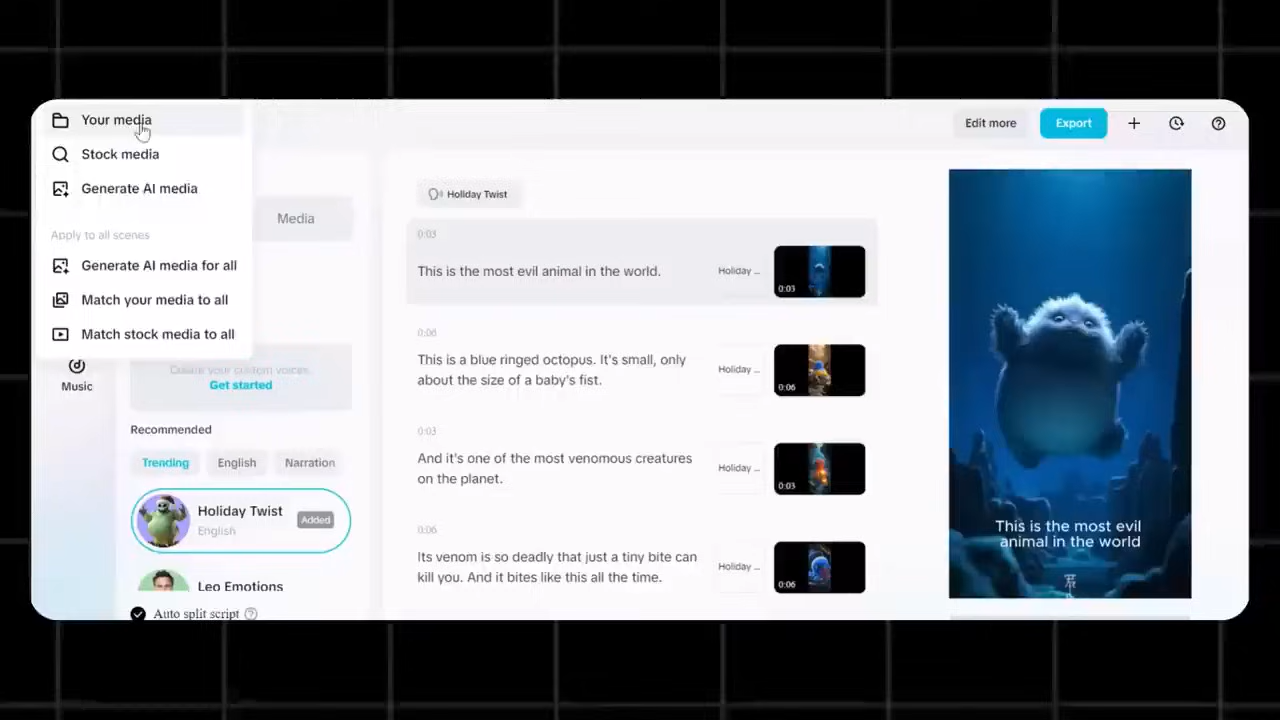 Your media
Stock media
Generate AI media
Apply to all scenes
Generate AI media for all
Match your media to all
Match stock media to all
Music
Media
Create your custom voices.
Get started
Recommended
Trending
English
Narration
Holiday Twist
English
Added
Leo Emotions
Auto split script
Edit more
Export
Holiday Twist
0:03
This is the most evil animal in the world.
Holiday ...
0:03
0:06
This is a blue ringed octopus. It's small, only
about the size of a baby's fist.
Holiday ...
0:06
0:03
And it's one of the most venomous creatures
on the planet.
Holiday ...
0:03
0:06
Its venom is so deadly that just a tiny bite can
kill you. And it bites like this all the time.
Holiday ...
0:06
This is the most evil
animal in the world